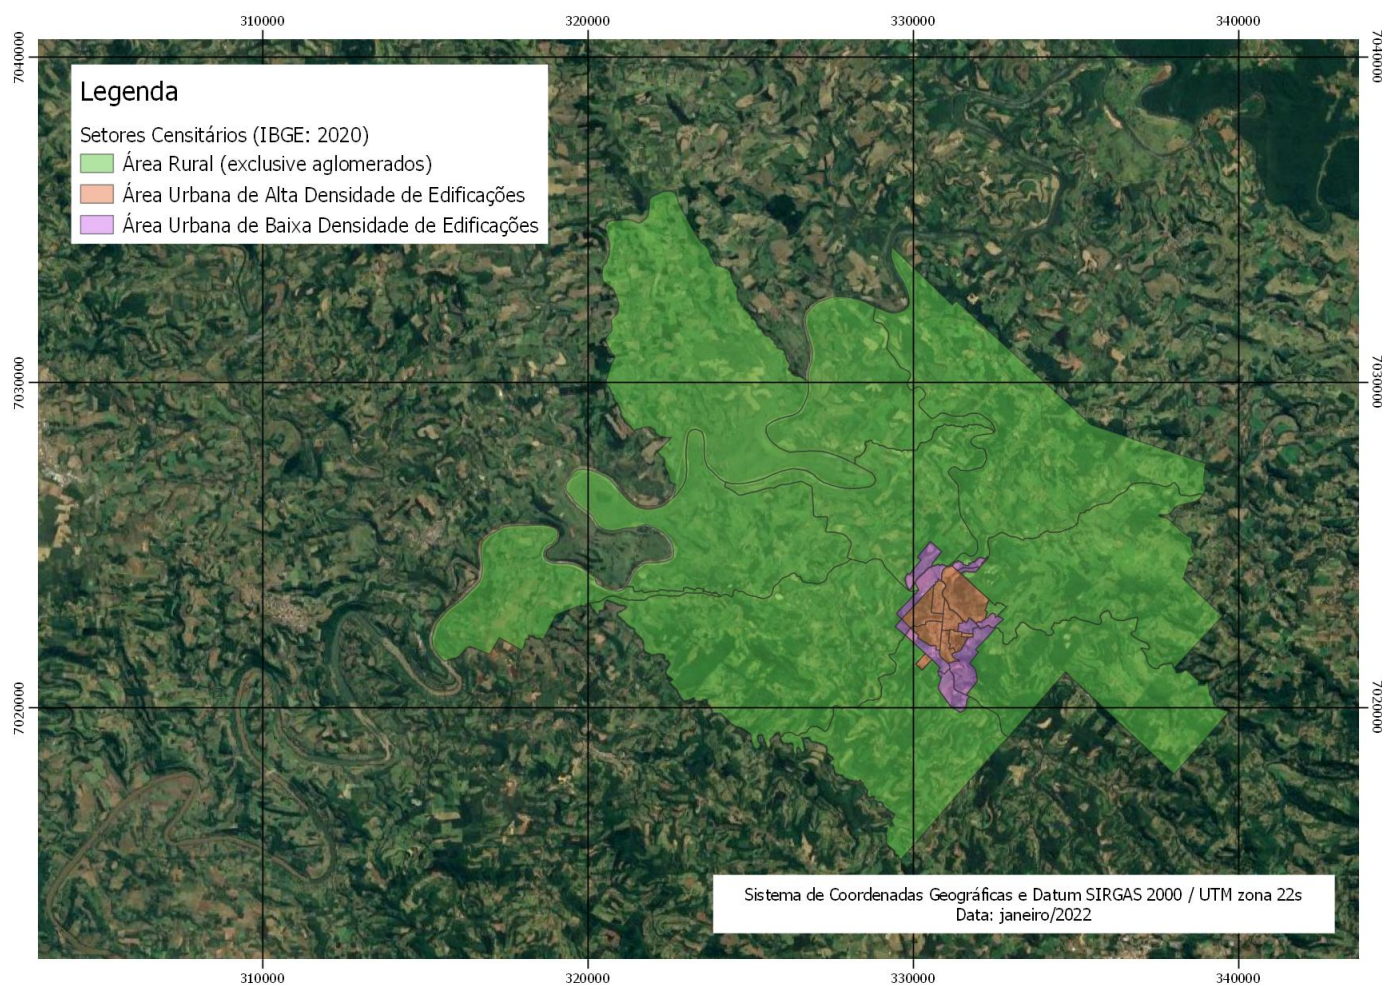 310000
320000
330000
340000
7040000
7040000
Legenda
Setores Censitários (IBGE: 2020)
Área Rural (exclusive aglomerados)
Área Urbana de Alta Densidade de Edificações
Área Urbana de Baixa Densidade de Edificações
7030000
7030000
7020000
7020000
Sistema de Coordenadas Geográficas e Datum SIRGAS 2000 / UTM zona 22s
Data: janeiro/2022
310000
320000
330000
340000